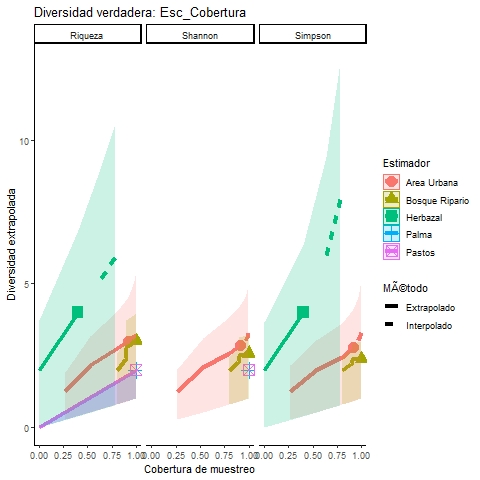 Diversidad verdadera: Esc_Cobertura
Riqueza
Shannon
Simpson
10
5
0
Diversidad extrapolada
0.00 0.25 0.50 0.75 1.00
0.00 0.25 0.50 0.75 1.00
0.00 0.25 0.50 0.75 1.00
Cobertura de muestreo
Estimador
Area Urbana
Bosque Ripario
Herbazal
Palma
Pastos
MÃ©todo
Extrapolado
Interpolado